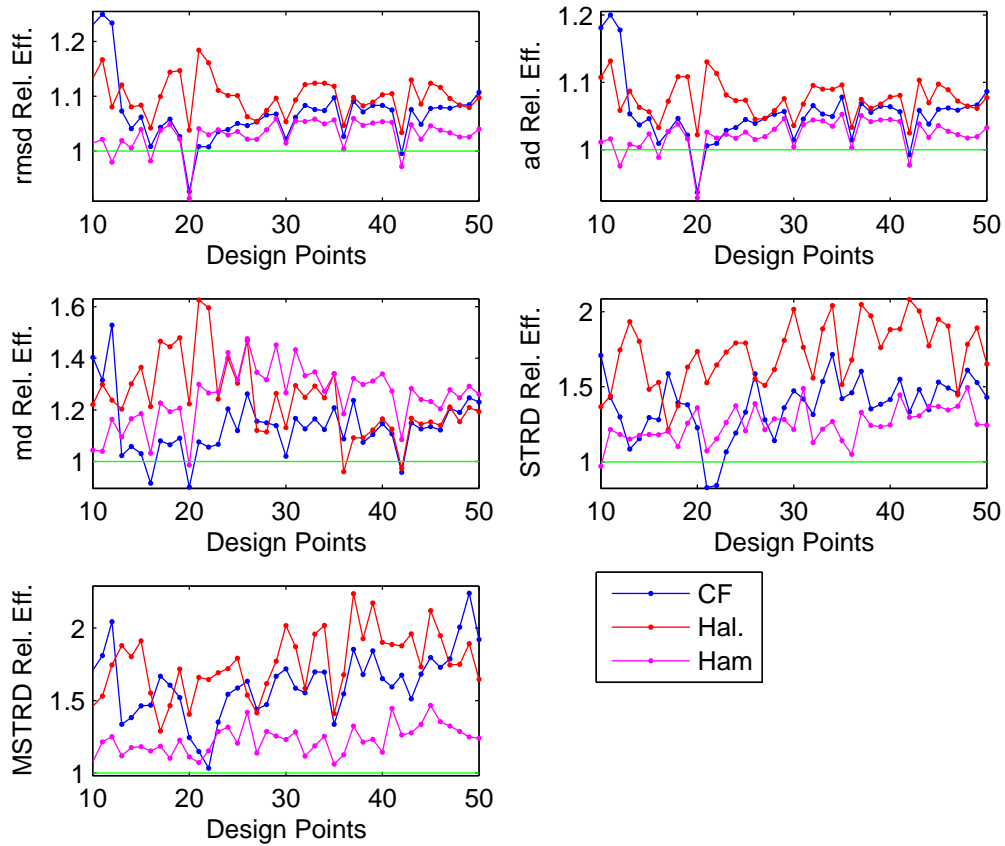 rmsd Rel. Eff.
1.2
1.1
1
10 20 30 40 50
Design Points
ad Rel. Eff.
1.2
1.1
1
10 20 30 40 50
Design Points
md Rel. Eff.
1.6
1.4
1.2
1
10 20 30 40 50
Design Points
STRD Rel. Eff.
2
1.5
1
10 20 30 40 50
Design Points
MSTRD Rel. Eff.
2
1.5
1
10 20 30 40 50
Design Points
CF
Hal.
Ham